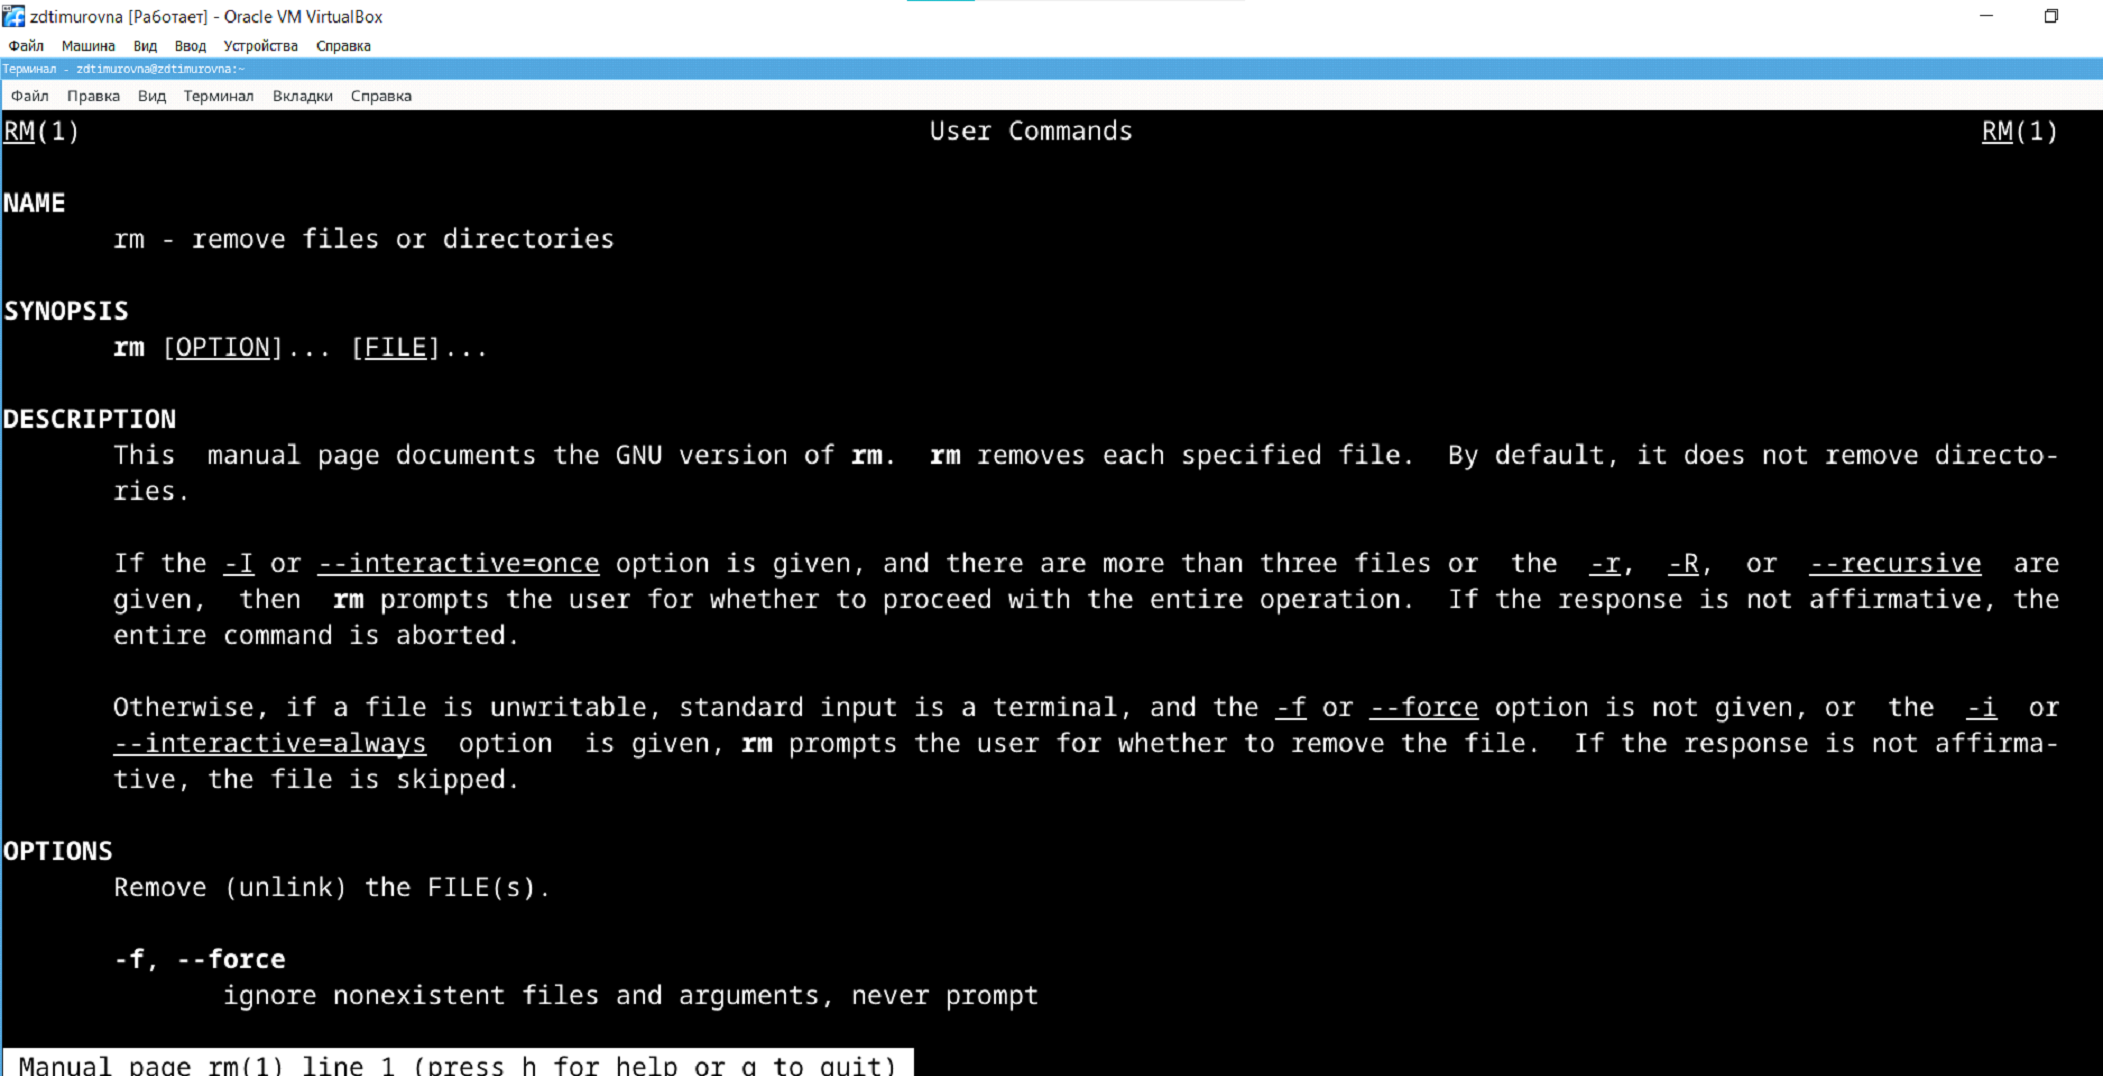 zdtimurovna [Работает] - Oracle VM VirtualBox
Файл Машина Вид Ввод Устройства Справка
Терминал - zdtimurovna@zdtimurovna:~
Файл Правка Вид Терминал Вкладки Справка
RM(1) User Commands RM(1)
NAME
rm - remove files or directories
SYNOPSIS
rm [OPTION]... [FILE]...
DESCRIPTION
This manual page documents the GNU version of rm. rm removes each specified file. By default, it does not remove directo-
ries.
If the -I or --interactive=once option is given, and there are more than three files or the -r, -R, or --recursive are
given, then rm prompts the user for whether to proceed with the entire operation. If the response is not affirmative, the
entire command is aborted.
Otherwise, if a file is unwritable, standard input is a terminal, and the -f or --force option is not given, or the -i or
--interactive=always option is given, rm prompts the user for whether to remove the file. If the response is not affirma-
tive, the file is skipped.
OPTIONS
Remove (unlink) the FILE(s).
-f, --force
ignore nonexistent files and arguments, never prompt
Manual page rm(1) line 1 (press h for help or q to quit)